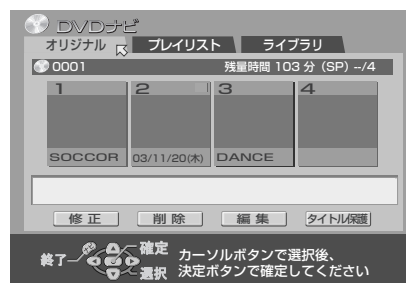 DVDナビ
オリジナル プレイリスト ライブラリ
0001 残量時間 103 分（SP）--/4
1 2 3 4
SOCCOR 03/11/20(木) DANCE
修 正 削 除 編 集 タイトル保護
終了 確定 選択
カーソルボタンで選択後、
決定ボタンで確定してください